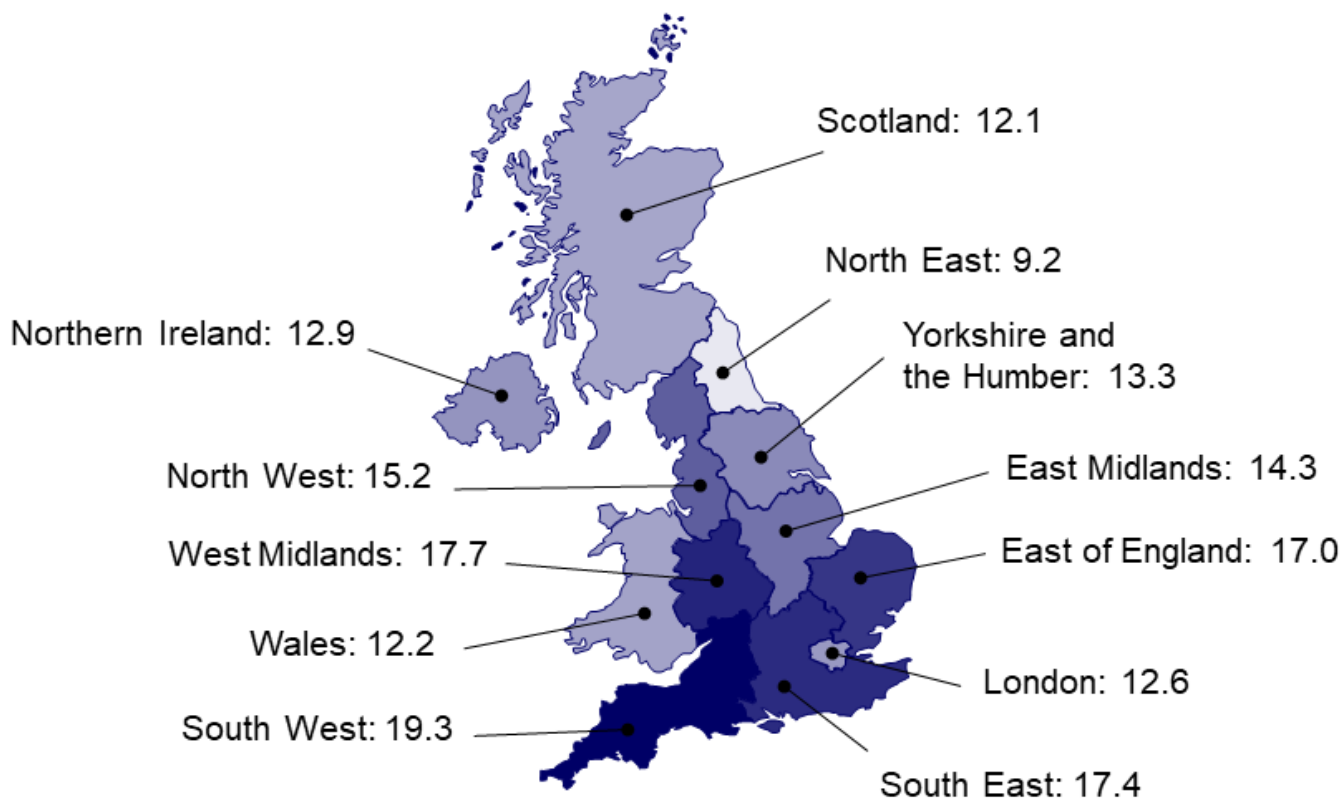 Scotland: 12.1
North East: 9.2
Northern Ireland: 12.9
Yorkshire and
the Humber: 13.3
North West: 15.2
East Midlands: 14.3
West Midlands: 17.7
East of England: 17.0
Wales: 12.2
London: 12.6
South West: 19.3
South East: 17.4